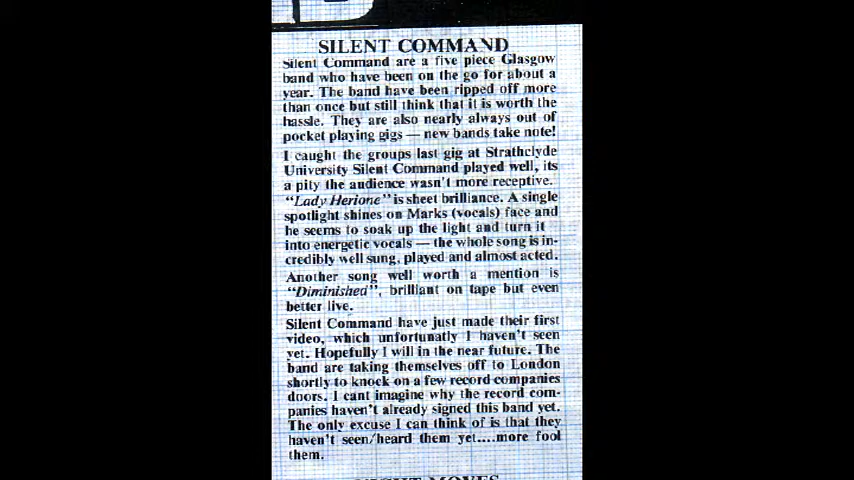 SILENT COMMAND
Silent Command are a five piece Glasgow
band who have been on the go for about a
year. The band have been ripped off more
than once but still think that it is worth the
hassle. They are also nearly always out of
pocket playing gigs — new bands take note!
I caught the groups last gig at Strathclyde
University Silent Command played well, its
a pity the audience wasn't more receptive.
"Lady Herione" is sheet brilliance. A single
spotlight shines on Marks (vocals) face and
he seems to soak up the light and turn it
into energetic vocals — the whole song is in-
credibly well sung, played and almost acted.
Another song well worth a mention is
"Diminished", brilliant on tape but even
better live.
Silent Command have just made their first
video, which unfortunatly I haven't seen
yet. Hopefully I will in the near future. The
band are taking themselves off to London
shortly to knock on a few record companies
doors. I cant imagine why the record com-
panies haven't already signed this band yet.
The only excuse I can think of is that they
haven't seen/heard them yet....more fool
them.
MOVES